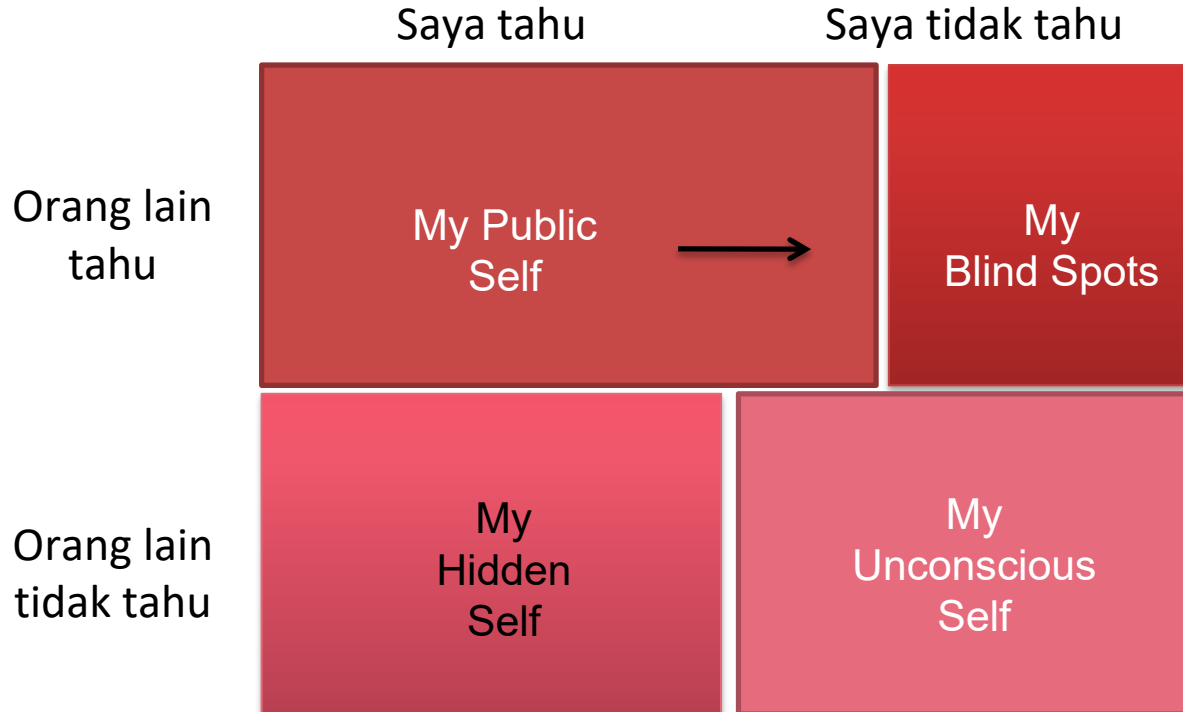 Saya tahu
Saya tidak tahu
Orang lain
tahu
My Public
Self
My
Blind Spots
Orang lain
tidak tahu
My
Hidden
Self
My
Unconscious
Self